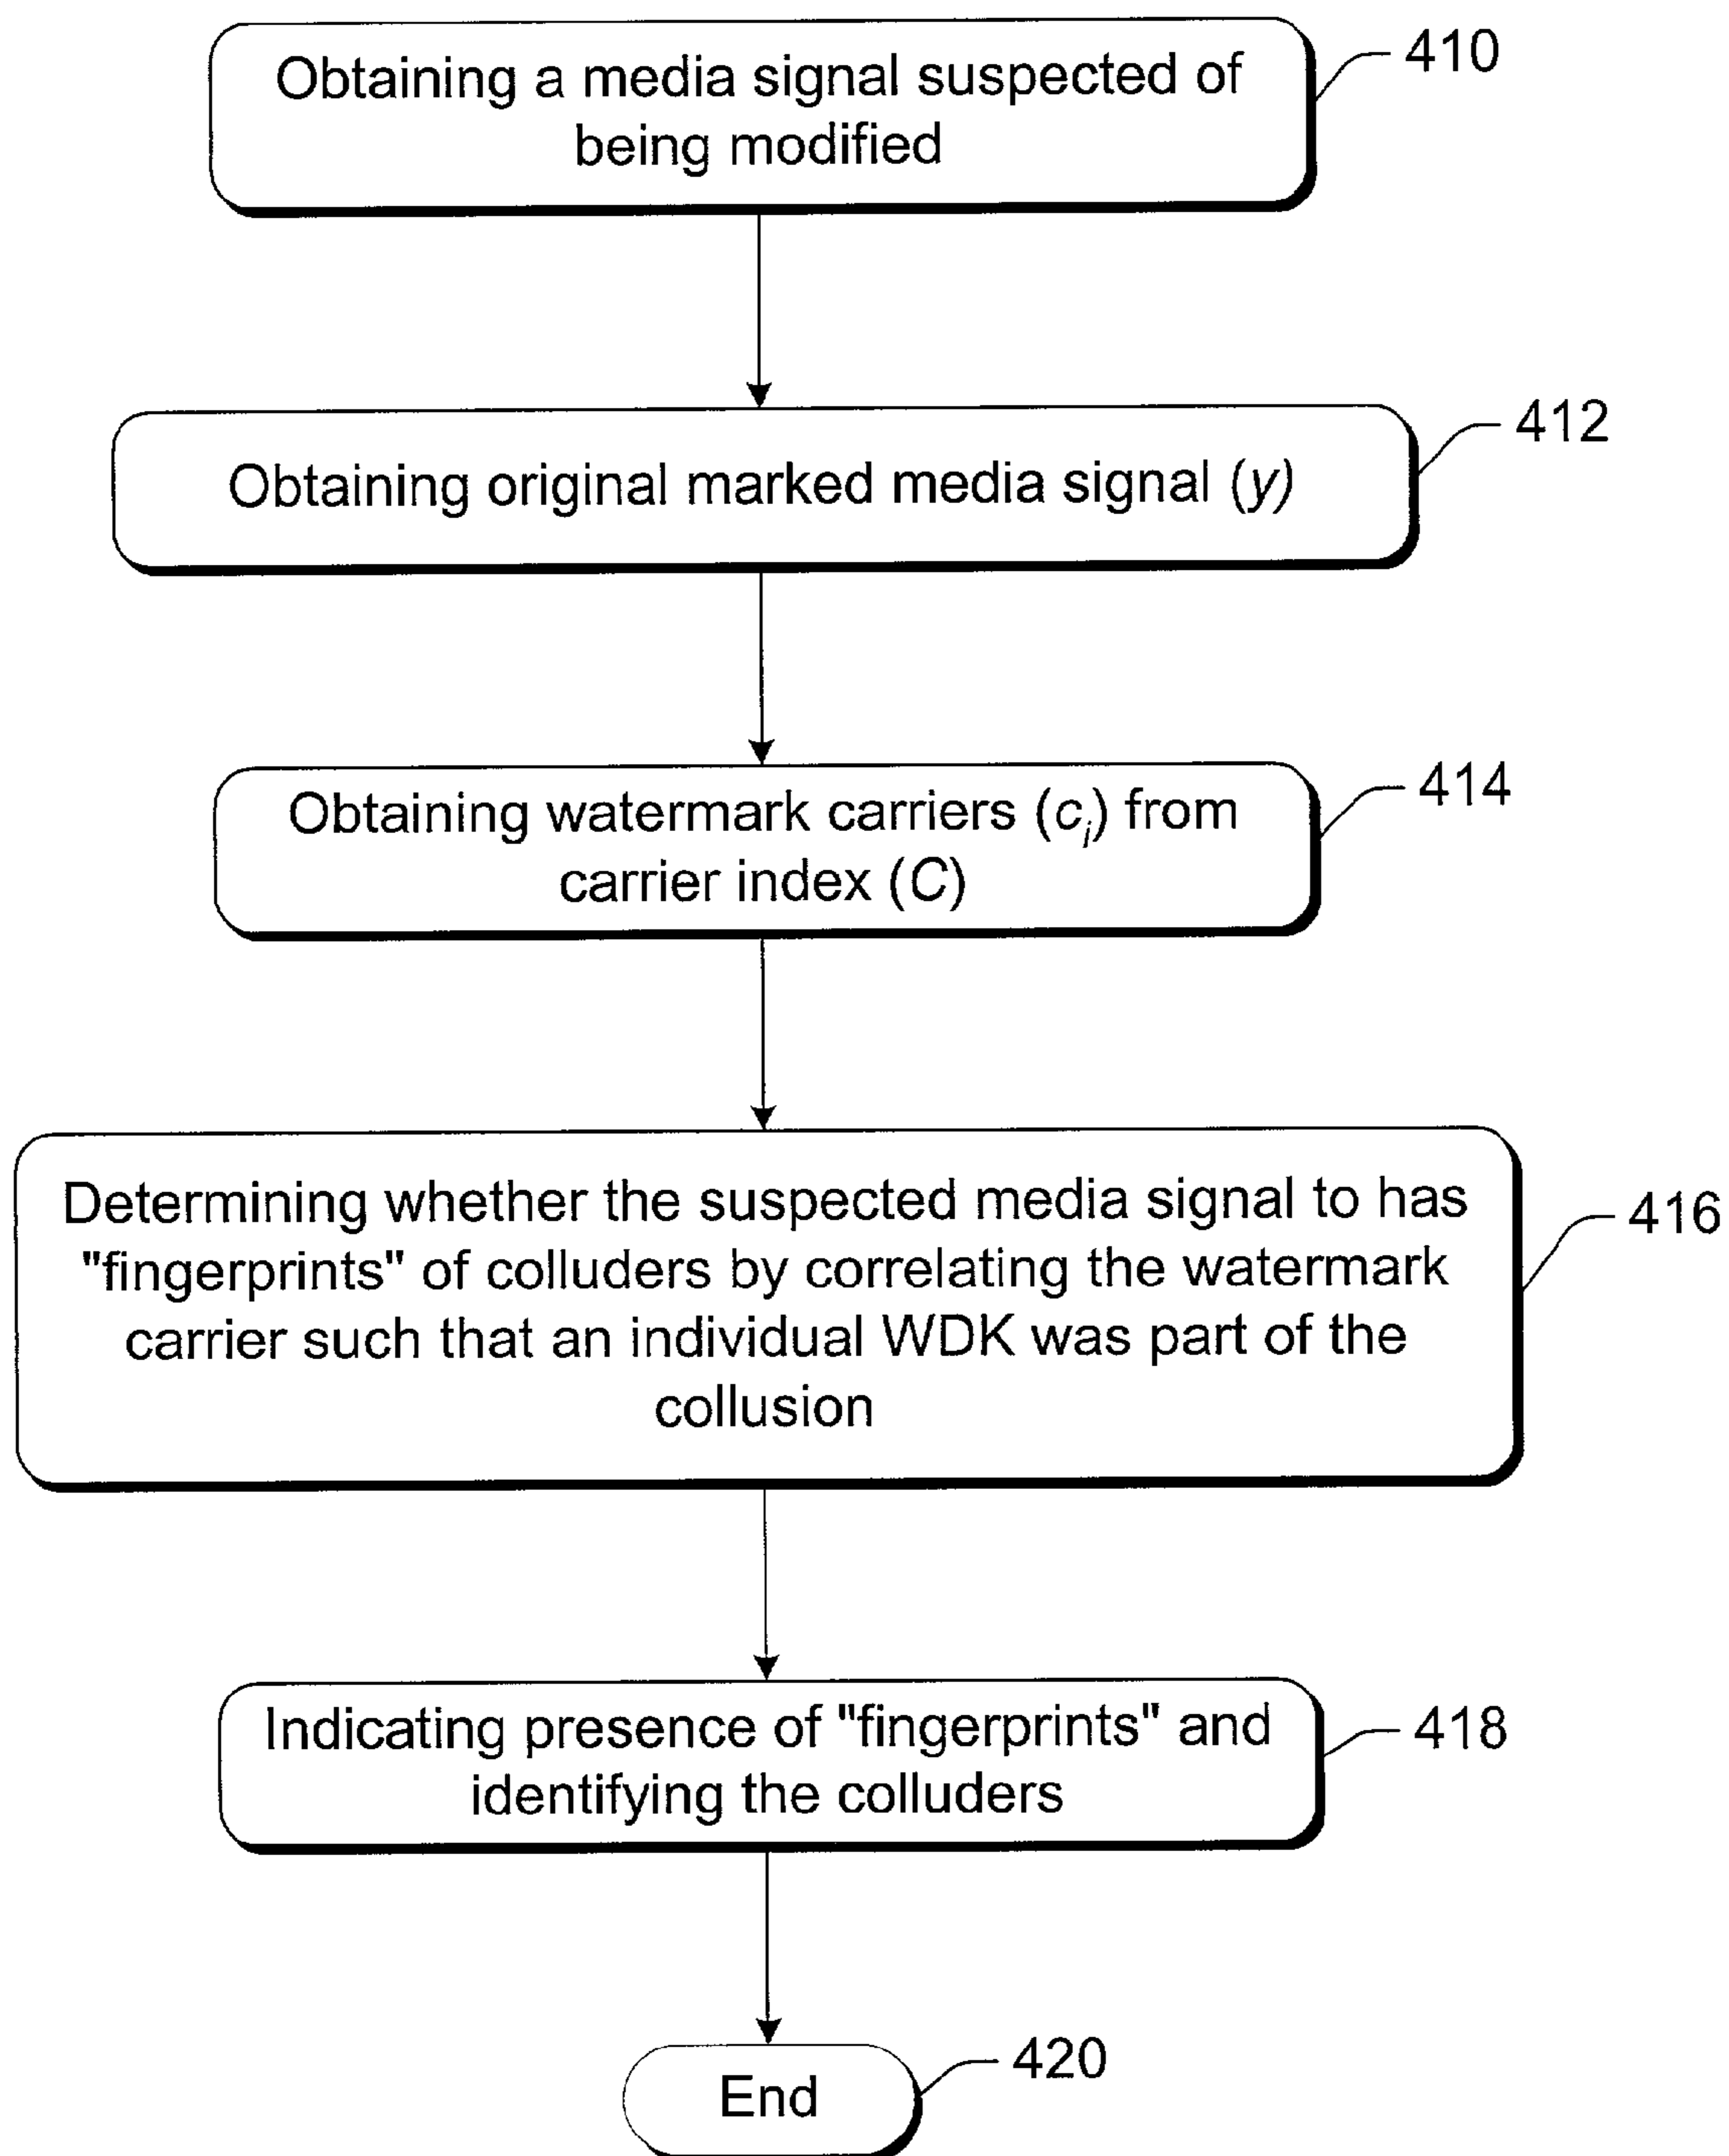 Obtaining a media signal suspected of
being modified
410
Obtaining original marked media signal (y)
412
Obtaining watermark carriers (cᵢ) from
carrier index (C)
414
Determining whether the suspected media signal to has
"fingerprints" of colluders by correlating the watermark
carrier such that an individual WDK was part of the
collusion
416
Indicating presence of "fingerprints" and
identifying the colluders
418
End
420